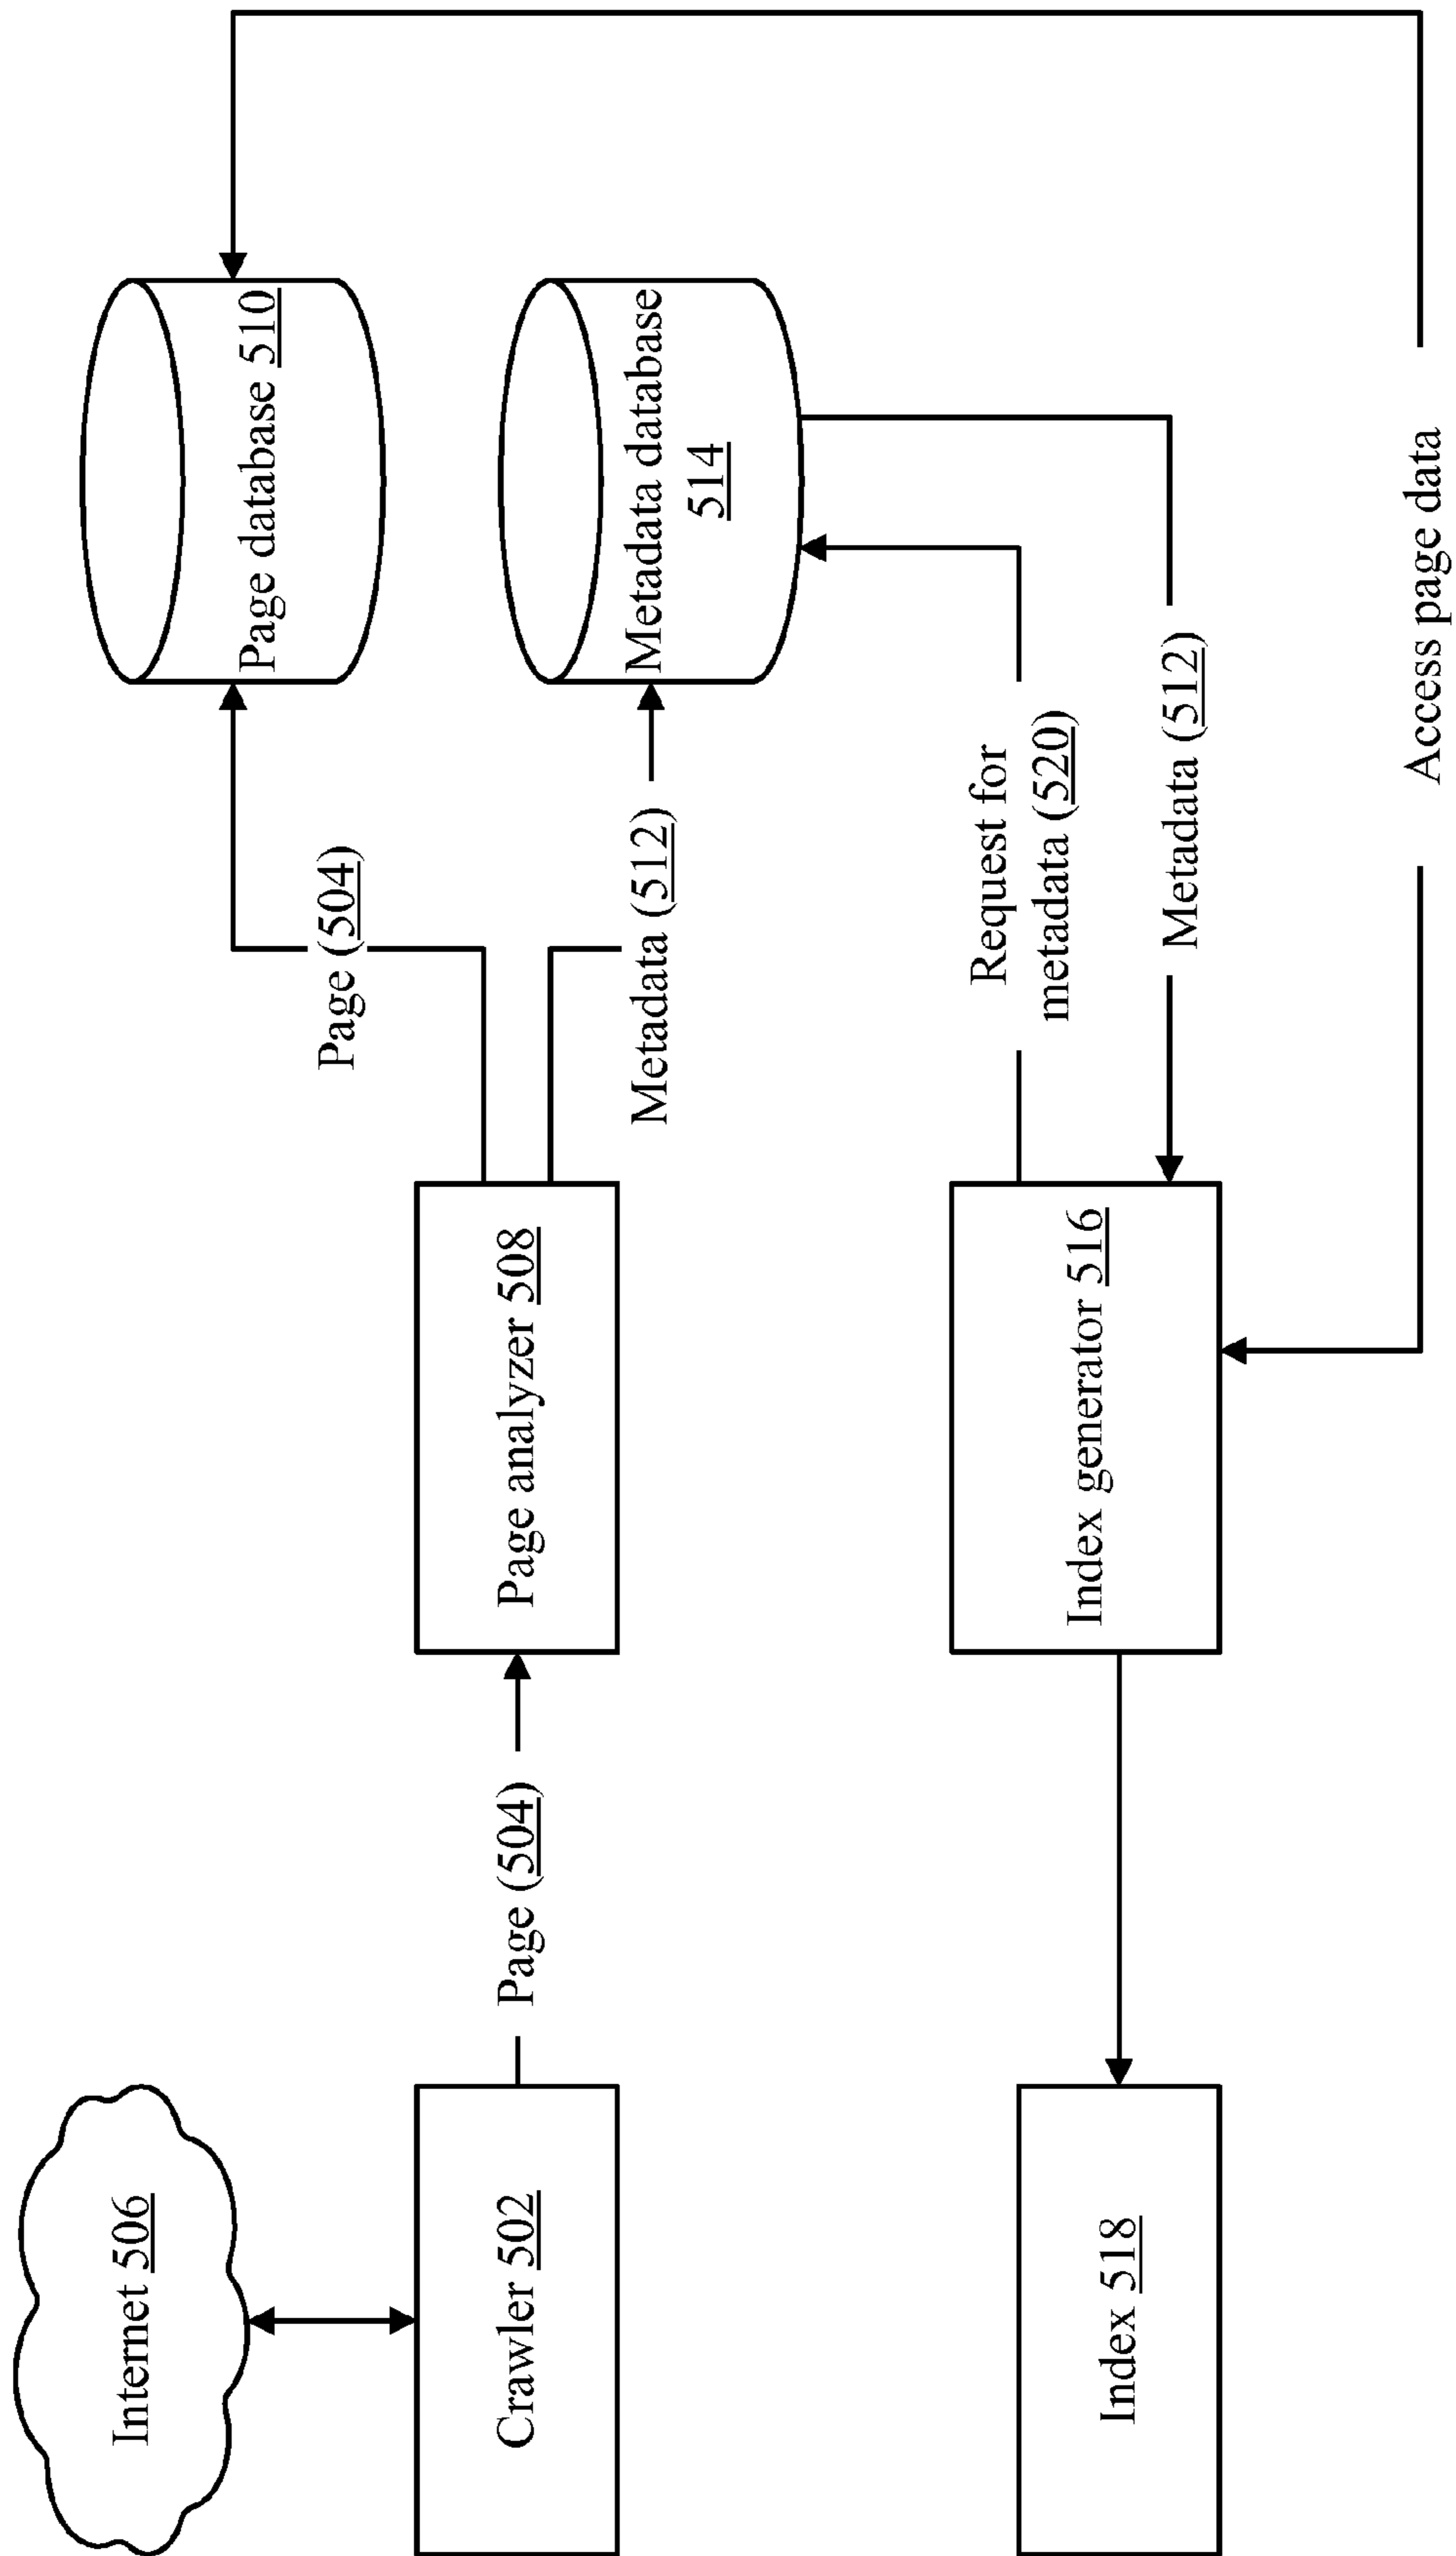 Internet 506
Crawler 502
Page (504)
Page analyzer 508
Page (504)
Metadata (512)
Page database 510
Metadata database
514
Request for
metadata (520)
Metadata (512)
Index generator 516
Index 518
Access page data